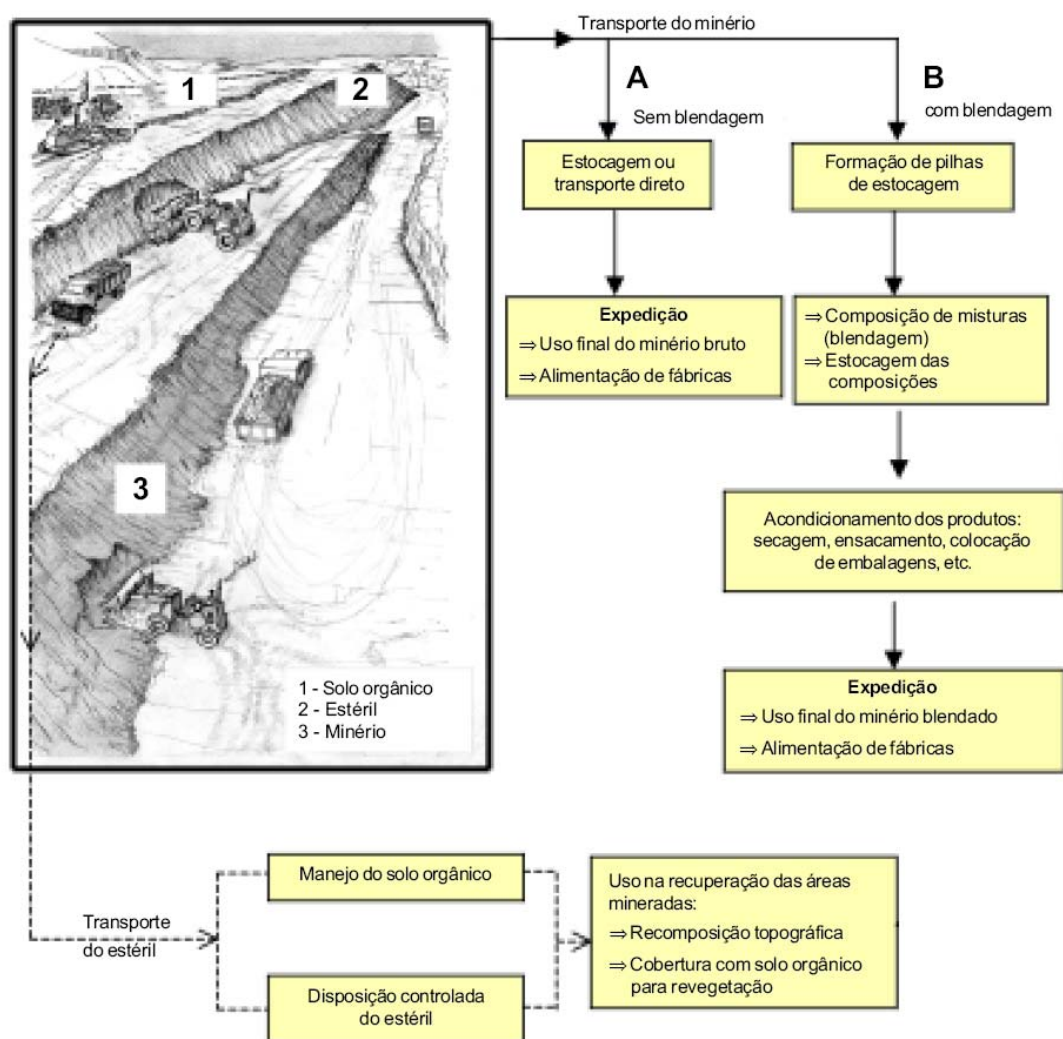 Transporte do minério
1
2
3
1 - Solo orgânico
2 - Estéril
3 - Minério
A
Sem blendagem
B
com blendagem
Estocagem ou
transporte direto
Formação de pilhas
de estocagem
Expedição
⇒ Uso final do minério bruto
⇒ Alimentação de fábricas
⇒ Composição de misturas
(blendagem)
⇒ Estocagem das
composições
Acondicionamento dos produtos:
secagem, ensacamento, colocação
de embalagens, etc.
Expedição
⇒ Uso final do minério blendado
⇒ Alimentação de fábricas
Transporte
do estéril
Manejo do solo orgânico
Disposição controlada
do estéril
Uso na recuperação das áreas
mineradas:
⇒ Recomposição topográfica
⇒ Cobertura com solo orgânico
para revegetação